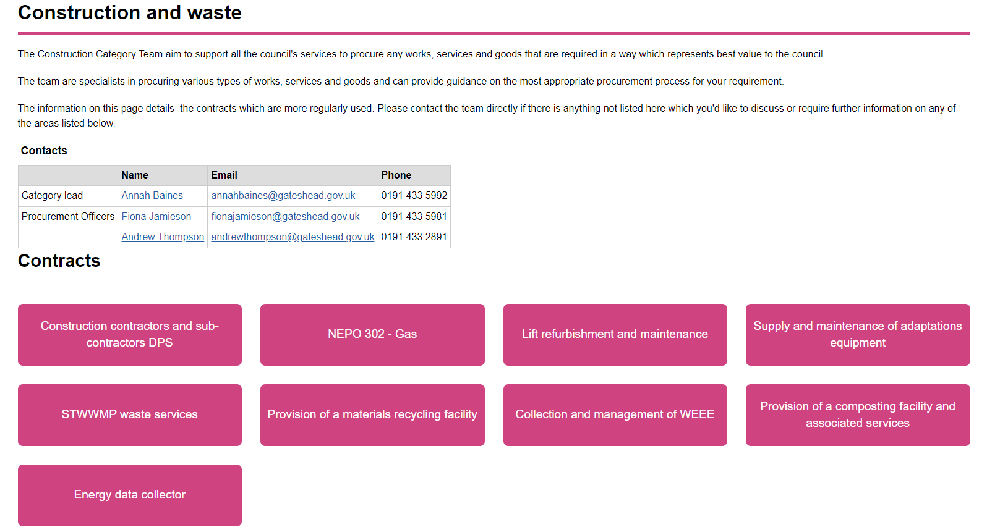 Construction and waste
The Construction Category Team aim to support all the council's services to procure any works, services and goods that are required in a way which represents best value to the council.
The team are specialists in procuring various types of works, services and goods and can provide guidance on the most appropriate procurement process for your requirement.
The information on this page details  the contracts which are more regularly used. Please contact the team directly if there is anything not listed here which you'd like to discuss or require further information on any of
the areas listed below.
Contacts
Name Email Phone
Category lead Annah Baines annahbaines@gateshead.gov.uk 0191 433 5992
Procurement Officers Fiona Jamieson fionajamieson@gateshead.gov.uk 0191 433 5981
Andrew Thompson andrewthompson@gateshead.gov.uk 0191 433 2891
Contracts
Construction contractors and sub-
contractors DPS
NEPO 302 - Gas
Lift refurbishment and maintenance
Supply and maintenance of adaptations
equipment
STWWMP waste services
Provision of a materials recycling facility
Collection and management of WEEE
Provision of a composting facility and
associated services
Energy data collector